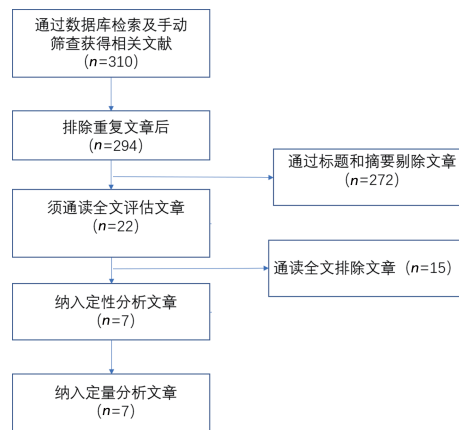 通过数据库检索及手动
筛查获得相关文献
(n=310)
排除重复文章后
(n=294)
通过标题和摘要剔除文章
(n=272)
须通读全文评估文章
(n=22)
通读全文排除文章（n=15）
纳入定性分析文章
(n=7)
纳入定量分析文章
(n=7)